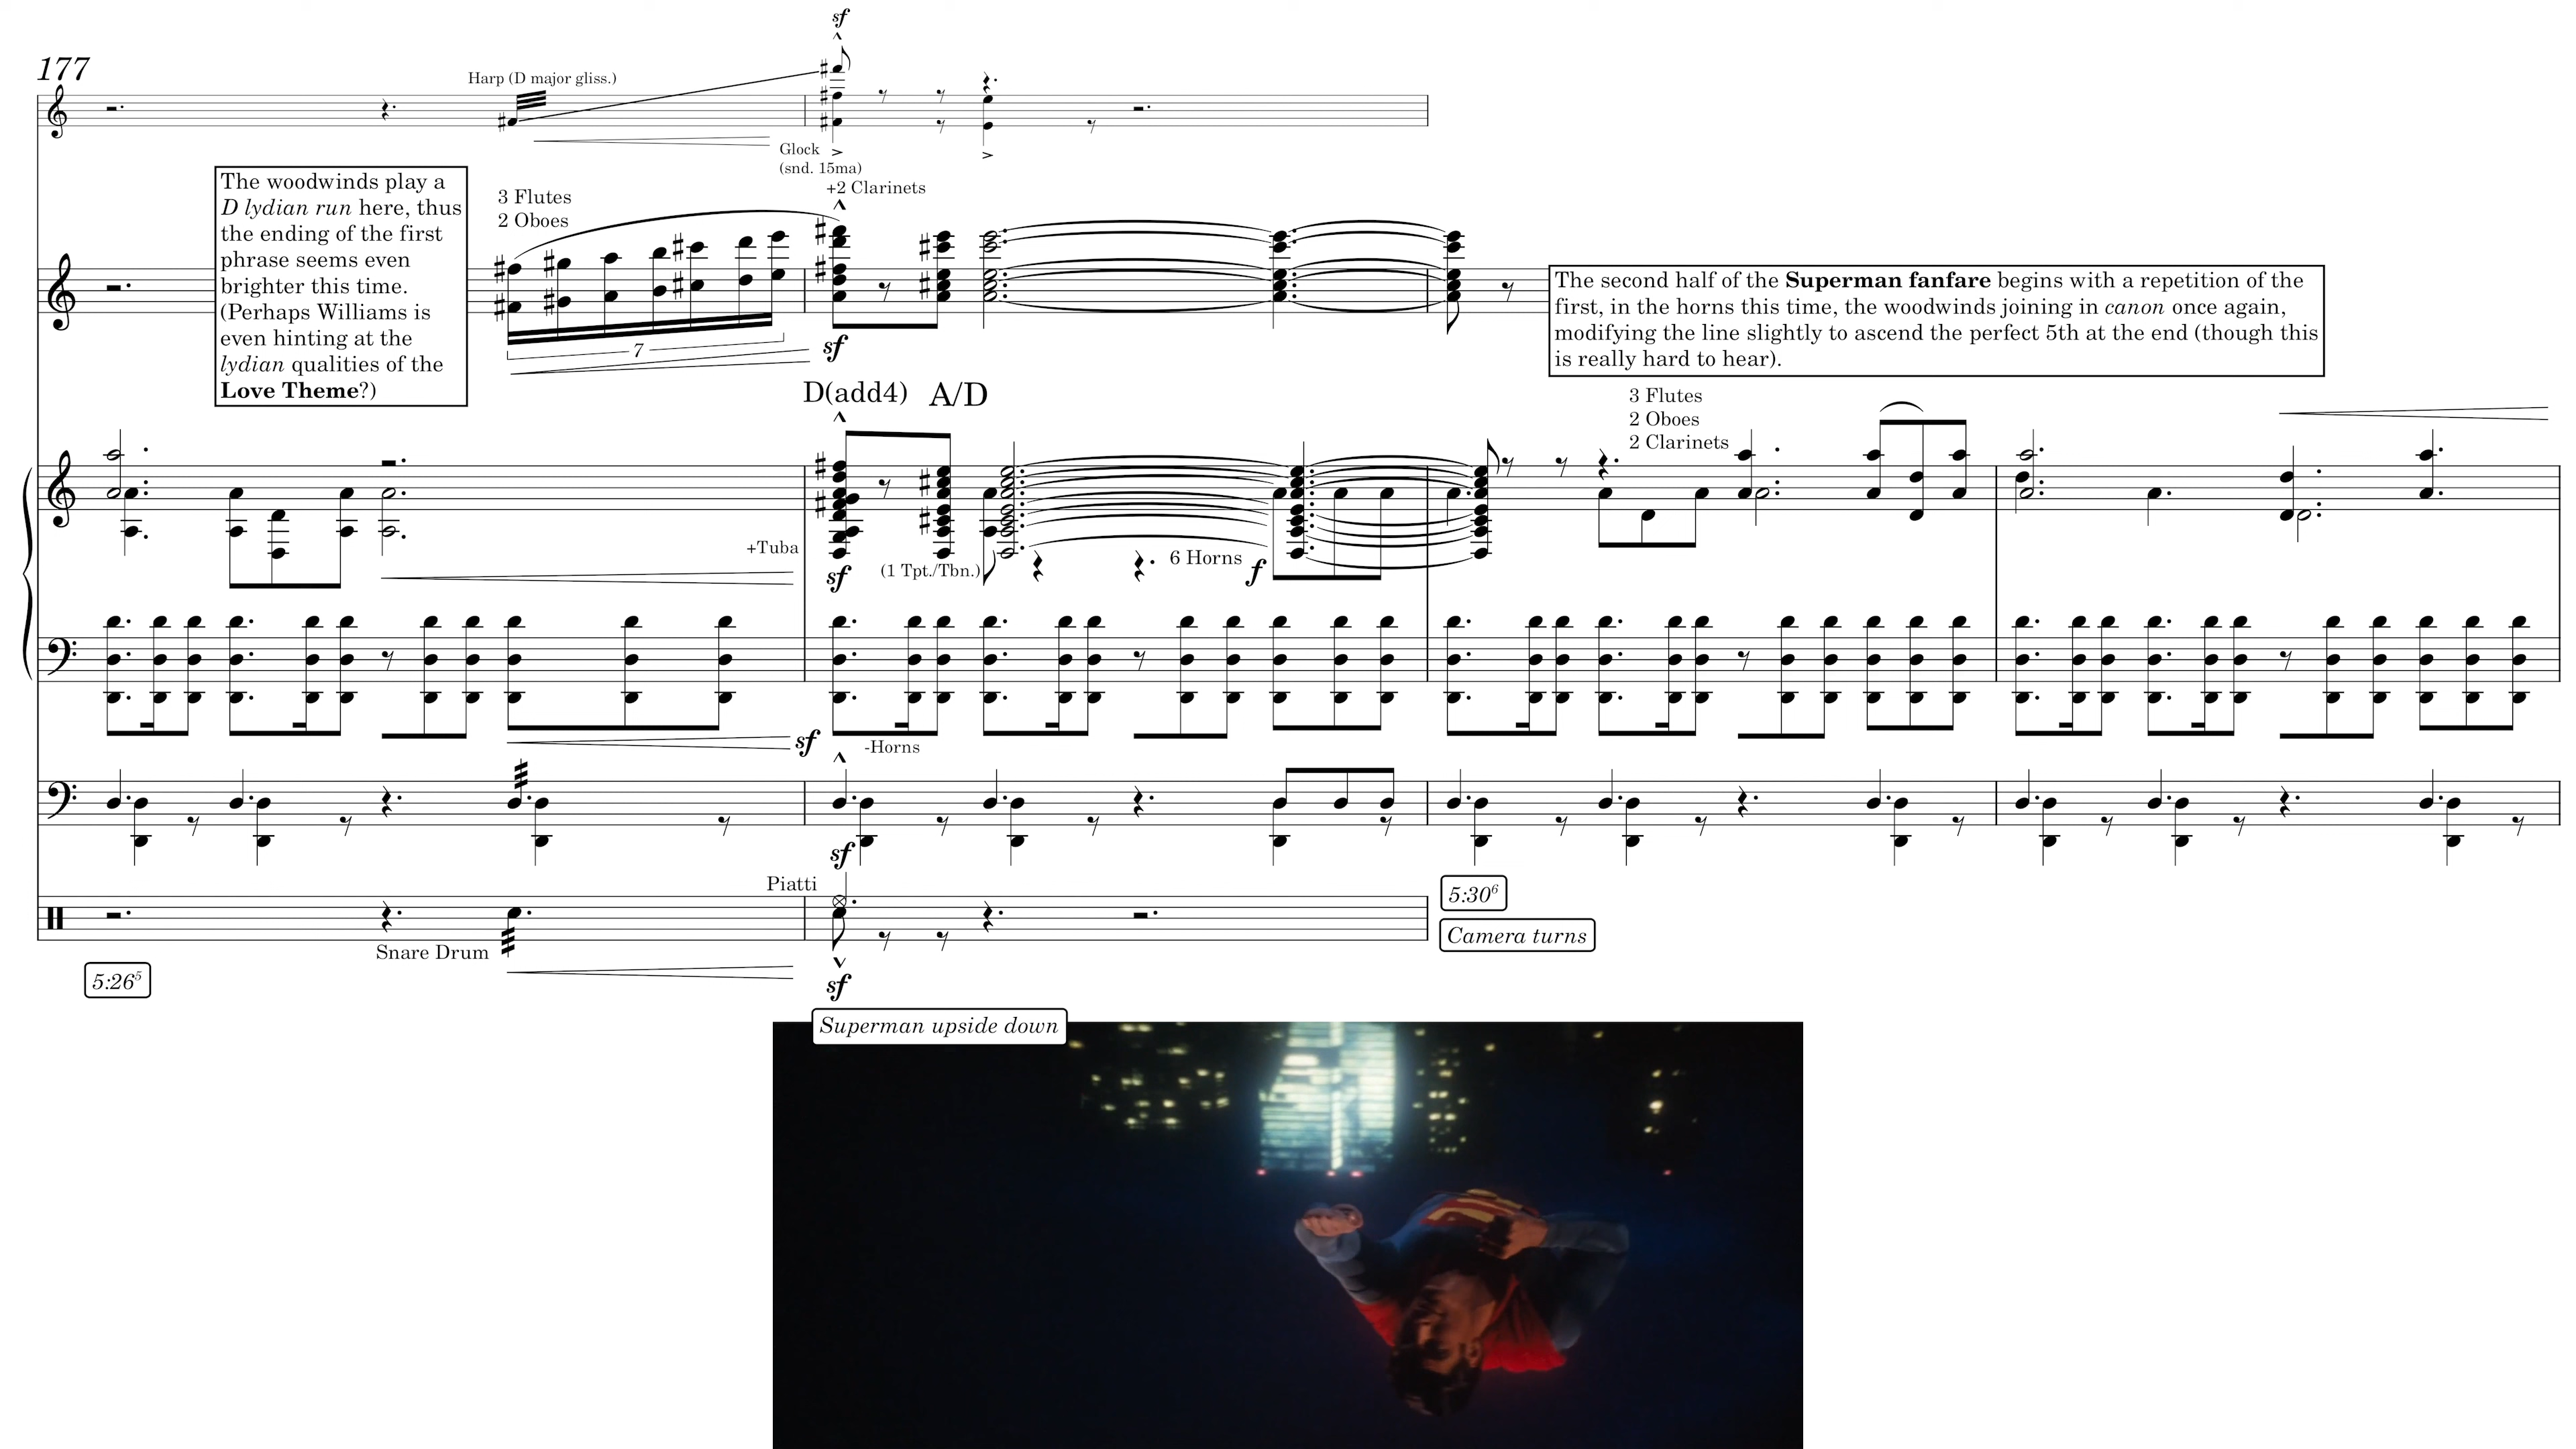 sf
177
Harp (D major gliss.)
Glock
(snd. 15ma)
The woodwinds play a
D lydian run here, thus
the ending of the first
phrase seems even
brighter this time.
(Perhaps Williams is
even hinting at the
lydian qualities of the
Love Theme?)
3 Flutes
2 Oboes
+2 Clarinets
7
sf
The second half of the Superman fanfare begins with a repetition of the
first, in the horns this time, the woodwinds joining in canon once again,
modifying the line slightly to ascend the perfect 5th at the end (though this
is really hard to hear).
D(add4) A/D
3 Flutes
2 Oboes
2 Clarinets
+Tuba
sf
(1 Tpt./Tbn.)
6 Horns
f
sf
-Horns
sf
Piatti
Snare Drum
5:26⁵
sf
5:30⁶
Camera turns
Superman upside down